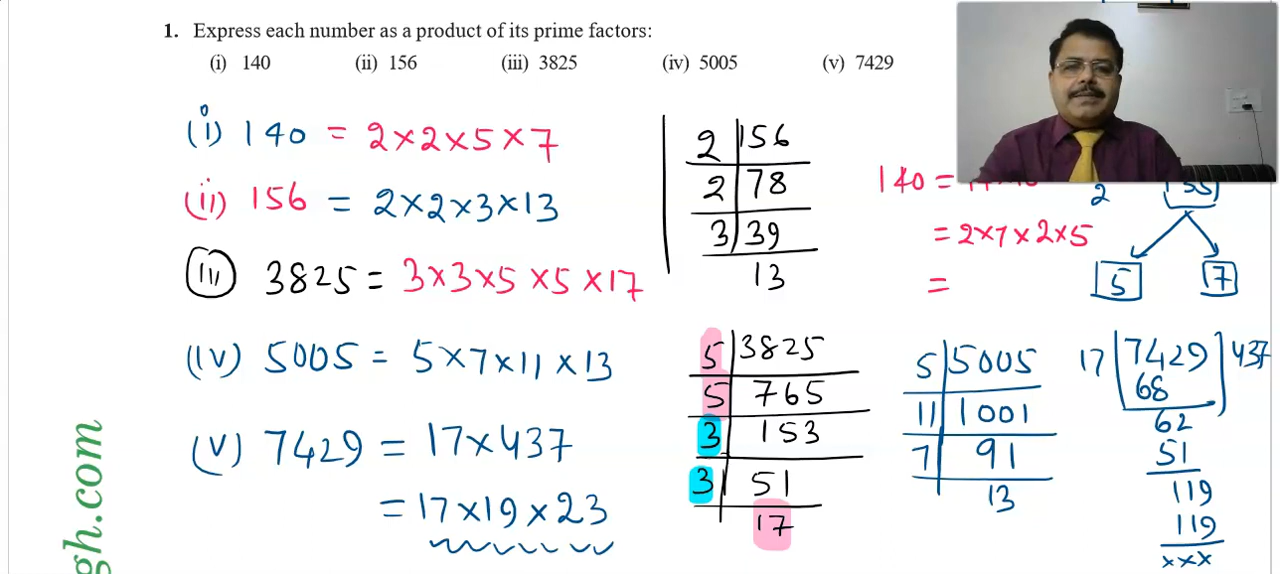 1. Express each number as a product of its prime factors:
(i) 140 (ii) 156 (iii) 3825 (iv) 5005 (v) 7429
(i) 140 = 2×2×5×7
(ii) 156 = 2×2×3×13
(iii) 3825 = 3×3×5×5×17
(iv) 5005 = 5×7×11×13
(v) 7429 = 17×437
= 17×19×23
2 | 156
2 | 78
3 | 39
13
140 =
= 2×7×2×5
=
2
5 7
5 | 3825
5 | 765
3 | 153
3 | 51
17
5 | 5005
11 | 1001
7 | 91
13
17 | 7429 | 437
68
62
51
119
119
×××
gh.com